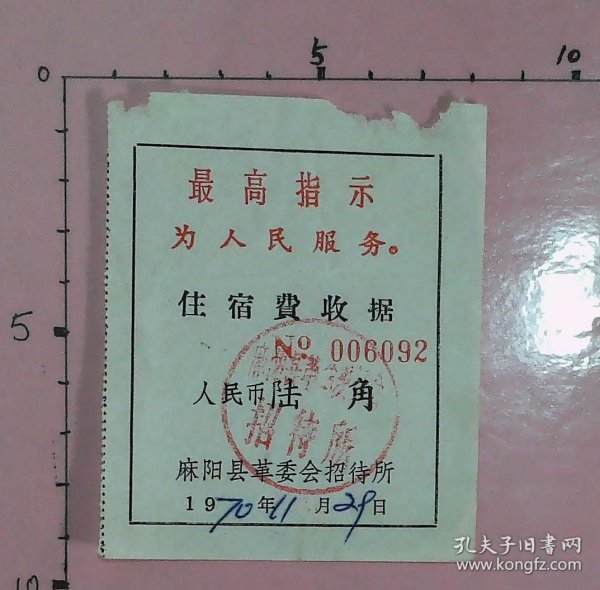 0
5
10
最高指示
为人民服务。
住宿費收据
№ 006092
人民币陆角
招待所
麻阳县革委会招待所
1970年11月29日
5
10
孔夫子旧书网
www.kongfz.com